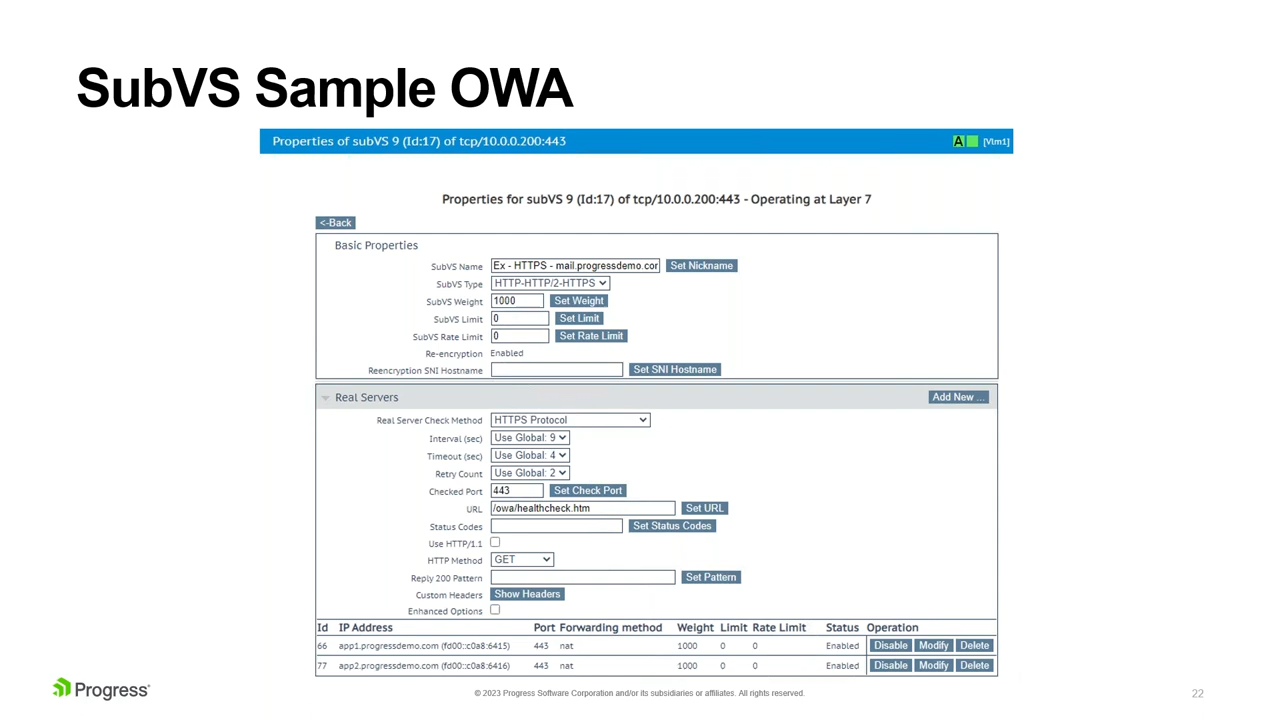 SubVS Sample OWA
Properties of subVS 9 (Id:17) of tcp/10.0.0.200:443 A [Vlm1]
Properties for subVS 9 (Id:17) of tcp/10.0.0.200:443 - Operating at Layer 7
<-Back
Basic Properties
SubVS Name Ex - HTTPS - mail.progressdemo.cor Set Nickname
SubVS Type HTTP-HTTP/2-HTTPS
SubVS Weight 1000 Set Weight
SubVS Limit 0 Set Limit
SubVS Rate Limit 0 Set Rate Limit
Re-encryption Enabled
Reencryption SNI Hostname Set SNI Hostname
Real Servers Add New ...
Real Server Check Method HTTPS Protocol
Interval (sec) Use Global: 9
Timeout (sec) Use Global: 4
Retry Count Use Global: 2
Checked Port 443 Set Check Port
URL /owa/healthcheck.htm Set URL
Status Codes Set Status Codes
Use HTTP/1.1
HTTP Method GET
Reply 200 Pattern Set Pattern
Custom Headers Show Headers
Enhanced Options
Id IP Address Port Forwarding method Weight Limit Rate Limit Status Operation
66 app1.progressdemo.com (fd00::c0a8:6415) 443 nat 1000 0 0 Enabled Disable Modify Delete
77 app2.progressdemo.com (fd00::c0a8:6416) 443 nat 1000 0 0 Enabled Disable Modify Delete
Progress © 2023 Progress Software Corporation and/or its subsidiaries or affiliates. All rights reserved. 22